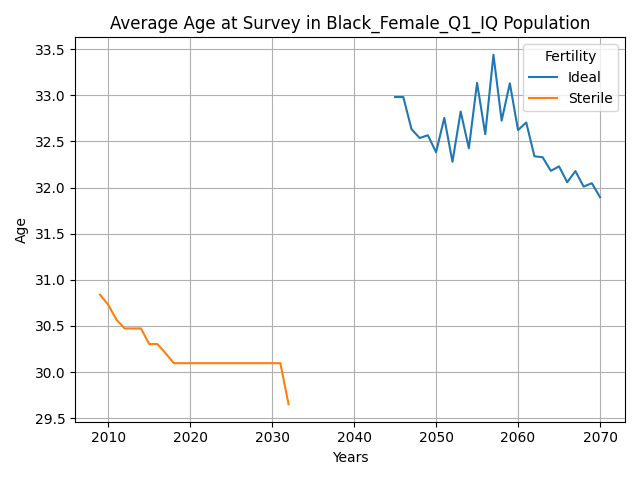 Average Age at Survey in Black_Female_Q1_IQ Population
Fertility
Ideal
Sterile
33.5
33.0
32.5
32.0
31.5
31.0
30.5
30.0
29.5
Age
2010 2020 2030 2040 2050 2060 2070
Years